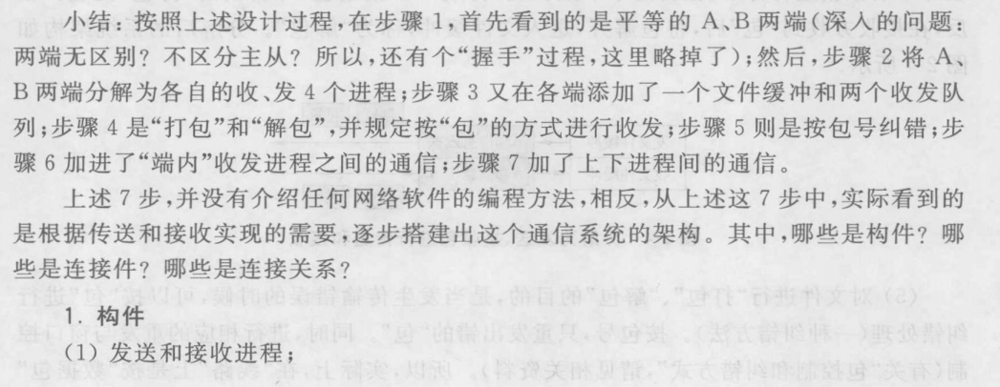 小结：按照上述设计过程，在步骤 1，首先看到的是平等的 A、B两端(深入的问题：
两端无区别？不区分主从？所以，还有个“握手”过程，这里略掉了)；然后，步骤 2 将 A、
B 两端分解为各自的收、发 4 个进程；步骤 3 又在各端添加了一个文件缓冲和两个收发队
列；步骤 4 是“打包”和“解包”，并规定按“包”的方式进行收发；步骤 5 则是按包号纠错；步
骤 6 加进了“端内”收发进程之间的通信；步骤 7 加了上下进程间的通信。
上述 7 步，并没有介绍任何网络软件的编程方法，相反，从上述这 7 步中，实际看到的
是根据传送和接收实现的需要，逐步搭建出这个通信系统的架构。其中，哪些是构件？哪
些是连接件？哪些是连接关系？
1. 构件
(1) 发送和接收进程；